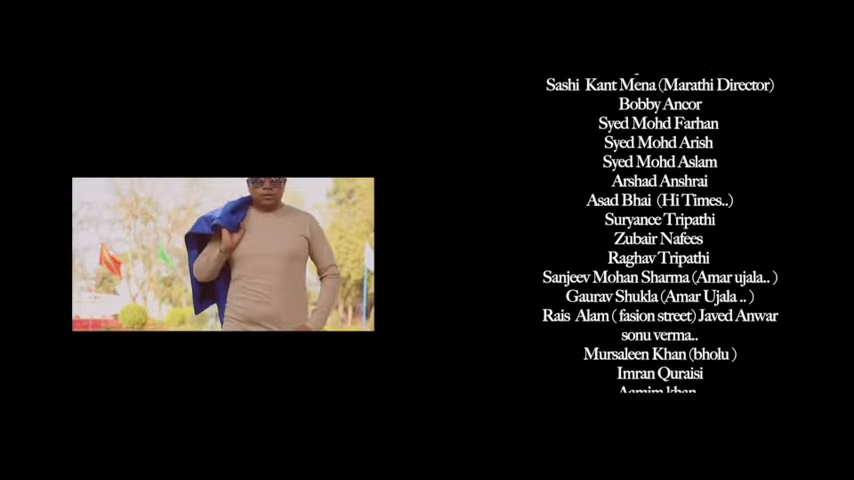 Sashi Kant Mena (Marathi Director)
Bobby Ancor
Syed Mohd Farhan
Syed Mohd Arish
Syed Mohd Aslam
Arshad Anshrai
Asad Bhai (Hi Times..)
Suryance Tripathi
Zubair Nafees
Raghav Tripathi
Sanjeev Mohan Sharma (Amar ujala.. )
Gaurav Shukla (Amar Ujala .. )
Rais Alam ( fasion street) Javed Anwar
sonu verma..
Mursaleen Khan (bholu )
Imran Quraisi
Aamim khan